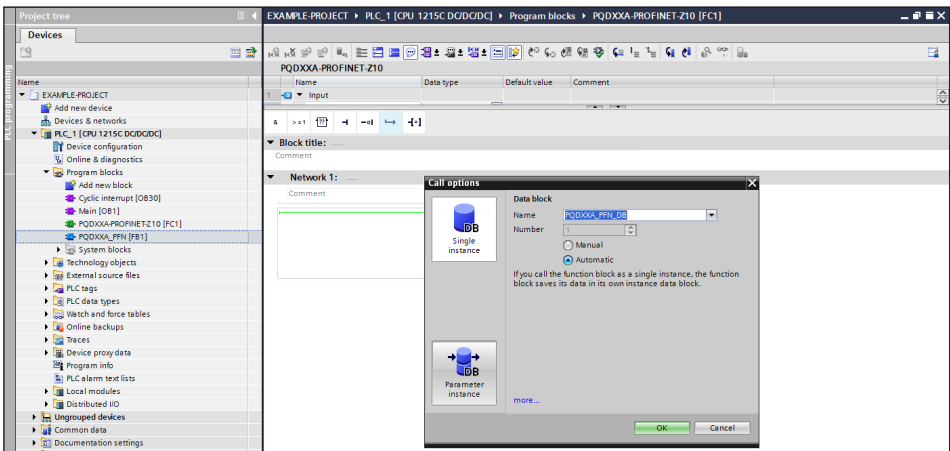 Project tree
EXAMPLE-PROJECT PLC_1 [CPU 1215C DC/DC/DC] Program blocks PQDXXA-PROFINET-Z10 [FC1]
Devices
PLC programming
PQDXXA-PROFINET-Z10
Name
Name Data type Default value Comment
1 Input
EXAMPLE-PROJECT
Add new device
Devices & networks
PLC_1 [CPU 1215C DC/DC/DC]
Device configuration
Online & diagnostics
Program blocks
Add new block
Cyclic interrupt [OB30]
Main [OB1]
PQDXXA-PROFINET-Z10 [FC1]
PQDXXA_PFN [FB1]
System blocks
Technology objects
External source files
PLC tags
PLC data types
Watch and force tables
Online backups
Traces
Device proxy data
Program info
PLC alarm text lists
Local modules
Distributed I/O
Ungrouped devices
Common data
Documentation settings
& >=1 ??
Block title: .....
Comment
Network 1: .....
Comment
Call options
DB
Single
instance
DB
Parameter
instance
Data block
Name PQDXXA_PFN_DB
Number 1
Manual
Automatic
If you call the function block as a single instance, the function
block saves its data in its own instance data block.
more...
OK Cancel